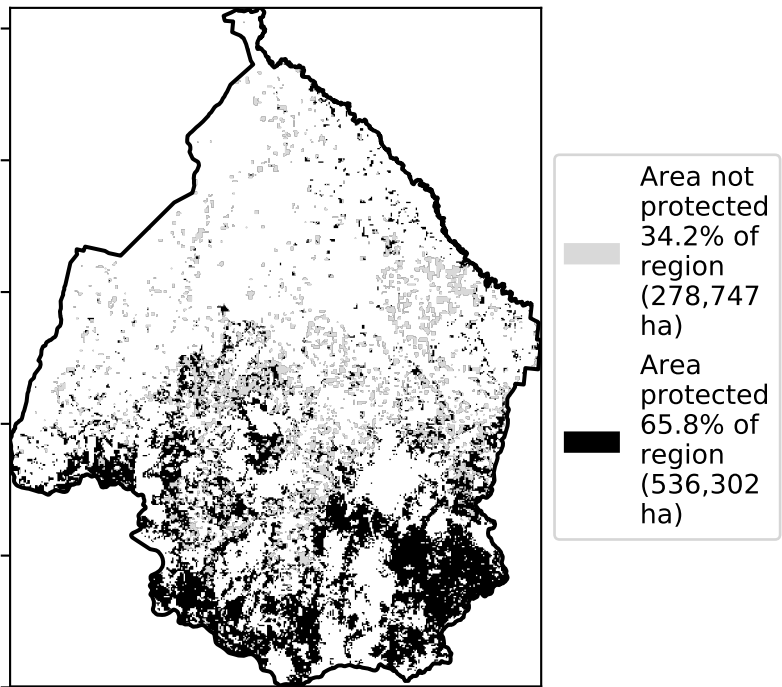 Area not
protected
34.2% of
region
(278,747
ha)
Area
protected
65.8% of
region
(536,302
ha)